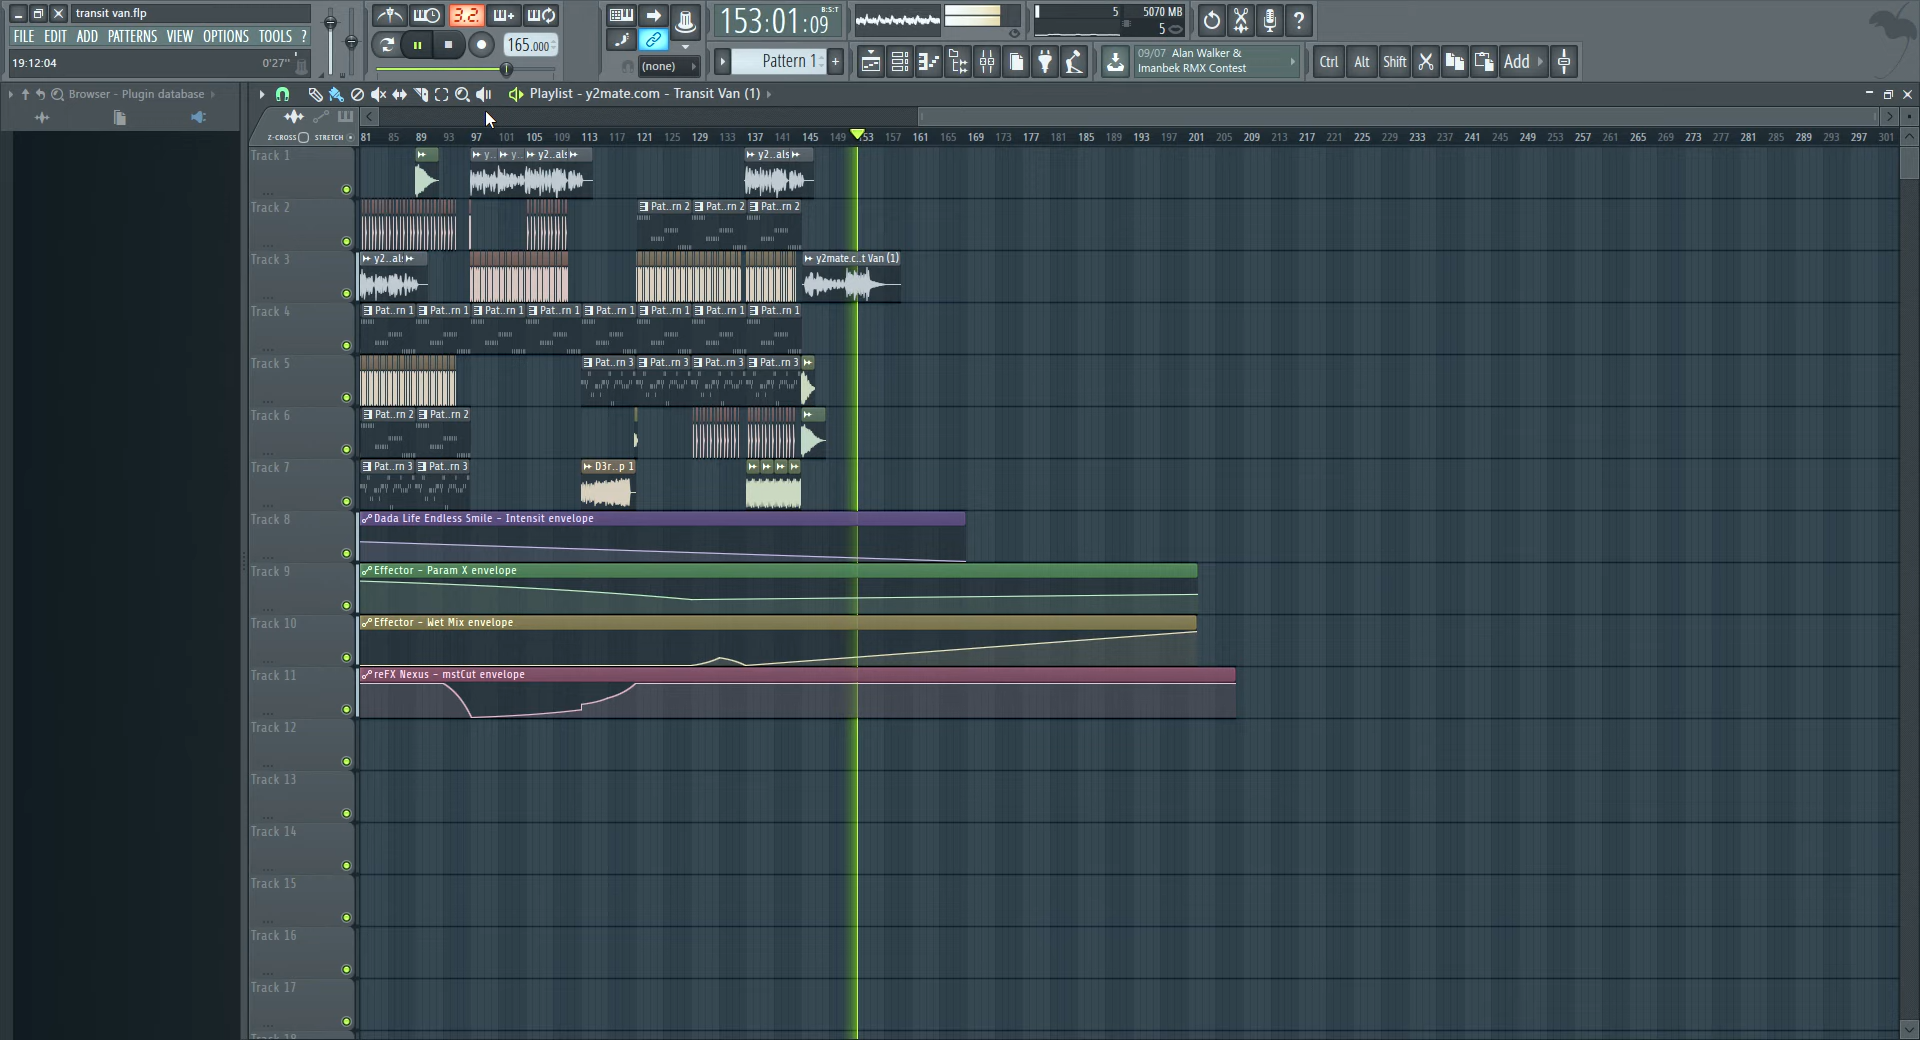 transit van.flp
FILE EDIT ADD PATTERNS VIEW OPTIONS TOOLS ?
19:12:04 0'27"
3.2.
165.000
(none)
153:01:09 B:S:T
Pattern 1 +
5 5070 MB
5
09/07 Alan Walker &
Imanbek RMX Contest
Ctrl Alt Shift Add
Browser - Plugin database
Playlist - y2mate.com - Transit Van (1)
Z-CROSS STRETCH
81 85 89 93 97 101 105 109 113 117 121 125 129 133 137 141 145 149 153 157 161 165 169 173 177 181 185 189 193 197 201 205 209 213 217 221 225 229 233 237 241 245 249 253 257 261 265 269 273 277 281 285 289 293 297 301
Track 1 y.. y.. y2..als y2..als
Track 2 Pat..rn 2 Pat..rn 2 Pat..rn 2
Track 3 y2..als y2mate.c..t Van (1)
Track 4 Pat..rn 1 Pat..rn 1 Pat..rn 1 Pat..rn 1 Pat..rn 1 Pat..rn 1 Pat..rn 1 Pat..rn 1
Track 5 Pat..rn 3 Pat..rn 3 Pat..rn 3 Pat..rn 3
Track 6 Pat..rn 2 Pat..rn 2
Track 7 Pat..rn 3 Pat..rn 3 D3r..p 1
Track 8 Dada Life Endless Smile - Intensit envelope
Track 9 Effector - Param X envelope
Track 10 Effector - Wet Mix envelope
Track 11 reFX Nexus - mstCut envelope
Track 12
Track 13
Track 14
Track 15
Track 16
Track 17
Track 18